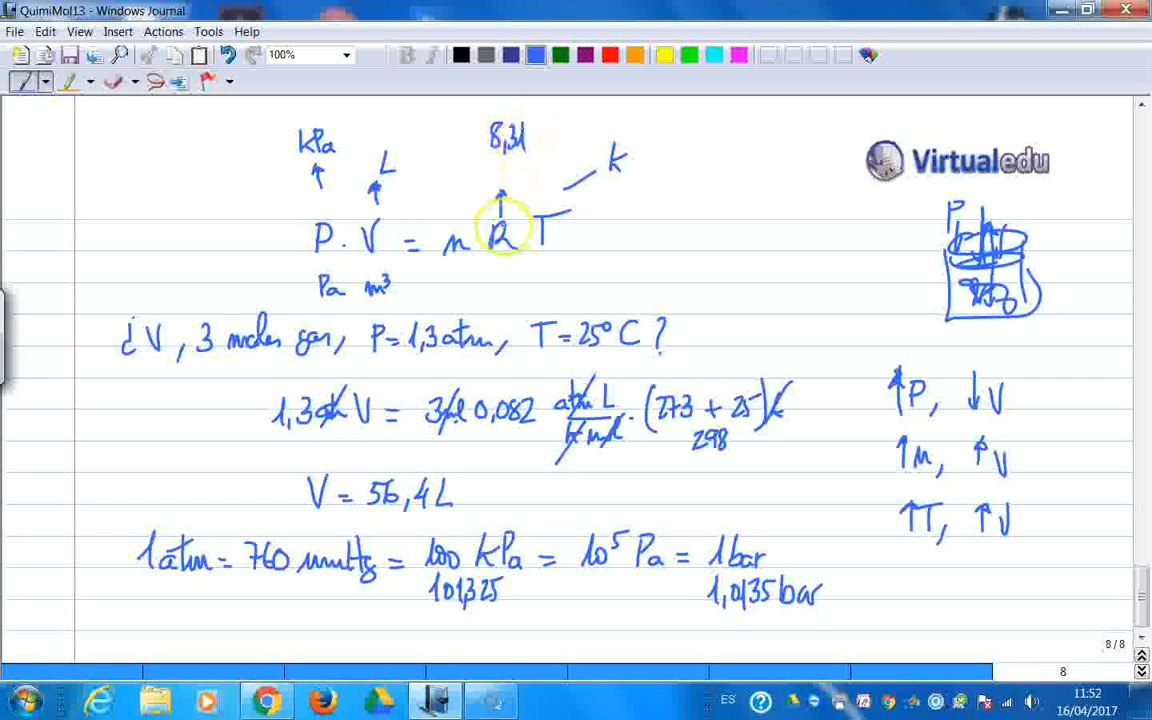 QuimiMol13 - Windows Journal
File Edit View Insert Actions Tools Help
100%
kPa L 8,31 K
Virtualedu
P
P . V = n R T
Pa m³
¿V, 3 moles gas, P=1,3 atm, T=25°C?
↑P, ↓V
1,3 atm V = 3 mol 0,082 atm L / K mol · (273 + 25) K
298
↑n, ↑V
V = 56,4 L
↑T, ↑V
1 atm = 760 mmHg = 100 kPa = 10⁵ Pa = 1 bar
101,325 1,0135 bar
8 / 8
8
ES 11:52
16/04/2017